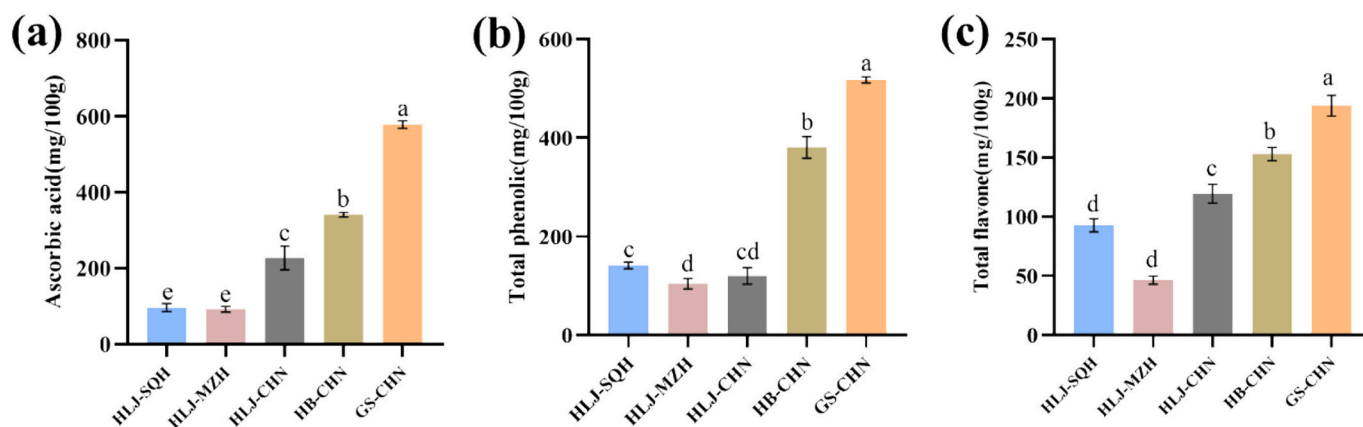 (a)
Ascorbic acid(mg/100g)
800
600
400
200
0
e
e
c
b
a
HLJ-SQH
HLJ-MZH
HLJ-CHN
HB-CHN
GS-CHN
(b)
Total phenolic(mg/100g)
600
400
200
0
c
d
cd
b
a
HLJ-SQH
HLJ-MZH
HLJ-CHN
HB-CHN
GS-CHN
(c)
Total flavone(mg/100g)
250
200
150
100
50
0
d
d
c
b
a
HLJ-SQH
HLJ-MZH
HLJ-CHN
HB-CHN
GS-CHN